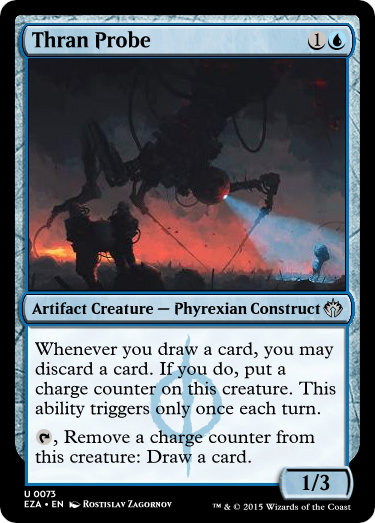 Thran Probe 1
Artifact Creature — Phyrexian Construct
Whenever you draw a card, you may
discard a card. If you do, put a
charge counter on this creature. This
ability triggers only once each turn.
, Remove a charge counter from
this creature: Draw a card.
1/3
U 0073
EZA • EN Rostislav Zagornov
™ & © 2015 Wizards of the Coast